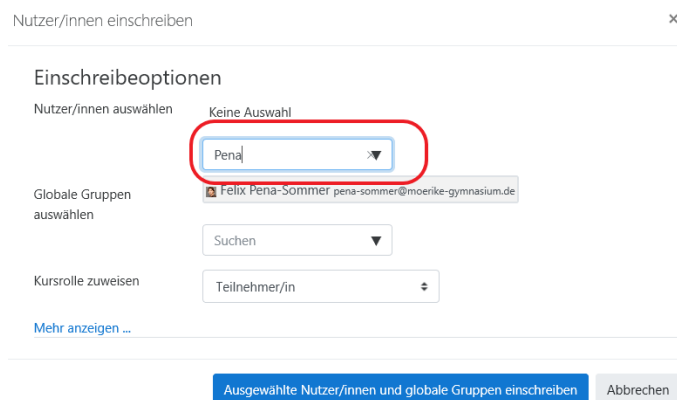 Nutzer/innen einschreiben
×
Einschreibeoptionen
Nutzer/innen auswählen
Keine Auswahl
Pena
Felix Pena-Sommer pena-sommer@moerike-gymnasium.de
Globale Gruppen
auswählen
Suchen
Kursrolle zuweisen
Teilnehmer/in
Mehr anzeigen ...
Ausgewählte Nutzer/innen und globale Gruppen einschreiben
Abbrechen